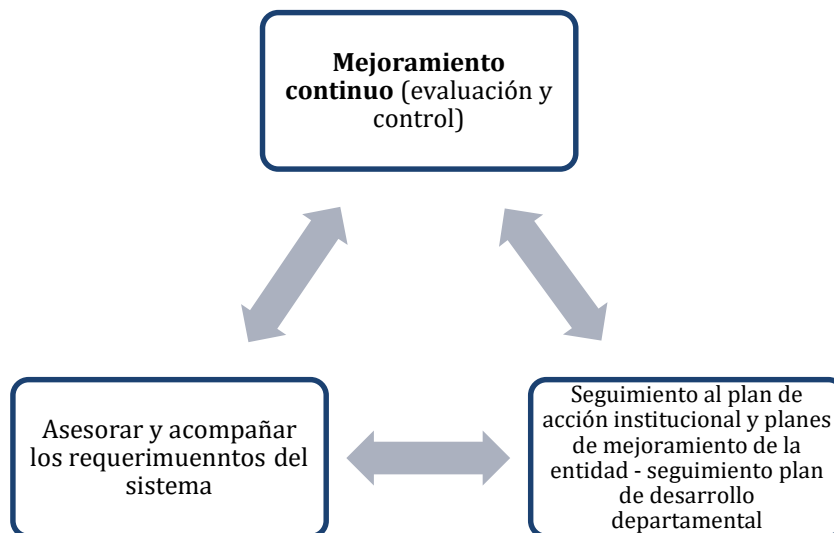 Mejoramiento
continuo (evaluación y
control)
Asesorar y acompañar
los requerimuenntos del
sistema
Seguimiento al plan de
acción institucional y planes
de mejoramiento de la
entidad - seguimiento plan
de desarrollo
departamental